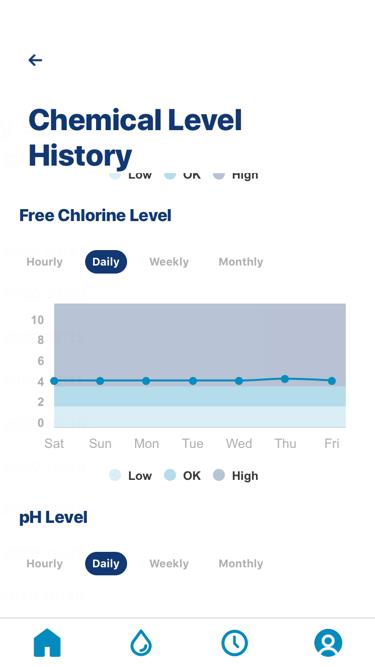 Chemical Level
History
Low OK High
Free Chlorine Level
Hourly Daily Weekly Monthly
10
8
6
4
2
0
Sat Sun Mon Tue Wed Thu Fri
Low OK High
pH Level
Hourly Daily Weekly Monthly